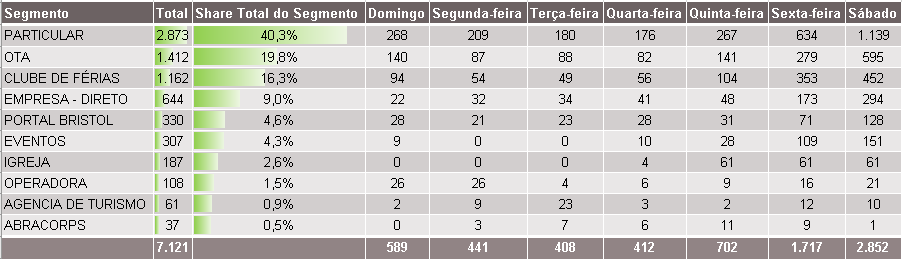 Segmento Total Share Total do Segmento Domingo Segunda-feira Terça-feira Quarta-feira Quinta-feira Sexta-feira Sábado
PARTICULAR 2.873 40,3% 268 209 180 176 267 634 1.139
OTA 1.412 19,8% 140 87 88 82 141 279 595
CLUBE DE FÉRIAS 1.162 16,3% 94 54 49 56 104 353 452
EMPRESA - DIRETO 644 9,0% 22 32 34 41 48 173 294
PORTAL BRISTOL 330 4,6% 28 21 23 28 31 71 128
EVENTOS 307 4,3% 9 0 0 10 28 109 151
IGREJA 187 2,6% 0 0 0 4 61 61 61
OPERADORA 108 1,5% 26 26 4 6 9 16 21
AGENCIA DE TURISMO 61 0,9% 2 9 23 3 2 12 10
ABRACORPS 37 0,5% 0 3 7 6 11 9 1
7.121 589 441 408 412 702 1.717 2.852